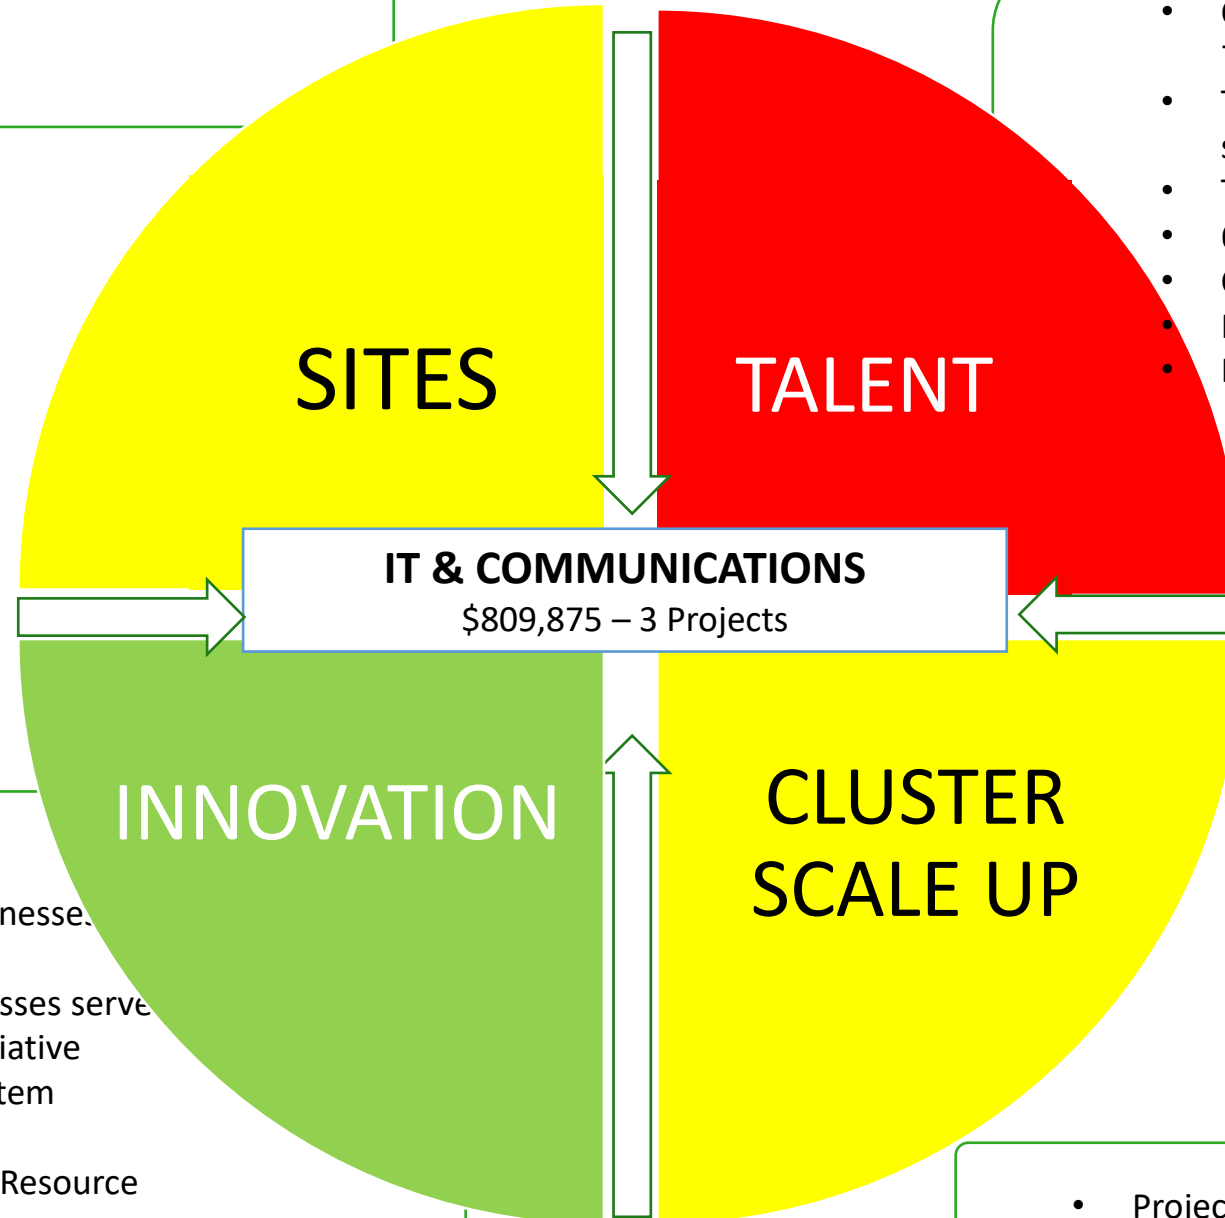 SITES
TALENT
IT & COMMUNICATIONS
$809,875 – 3 Projects
INNOVATION
CLUSTER
SCALE UP
iative
tem
Resource